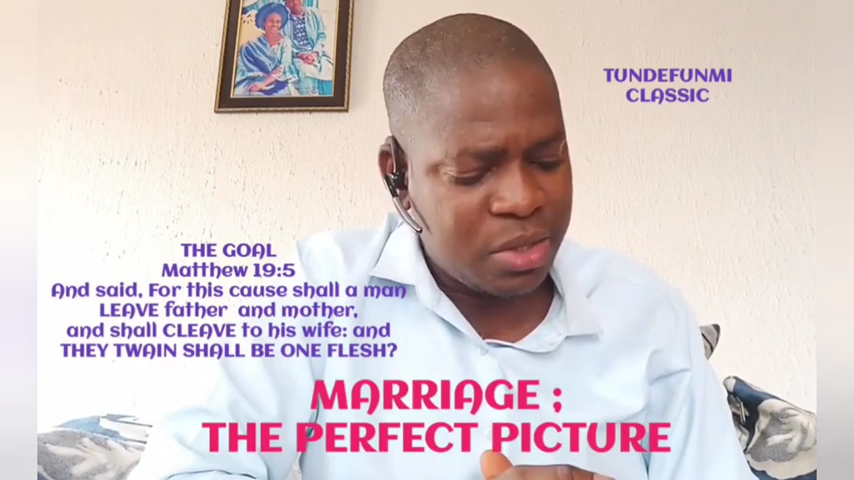 TUNDEFUNMI
CLASSIC
THE GOAL
Matthew 19:5
And said, For this cause shall a man
LEAVE father and mother,
and shall CLEAVE to his wife: and
THEY TWAIN SHALL BE ONE FLESH?
MARRIAGE ;
THE PERFECT PICTURE